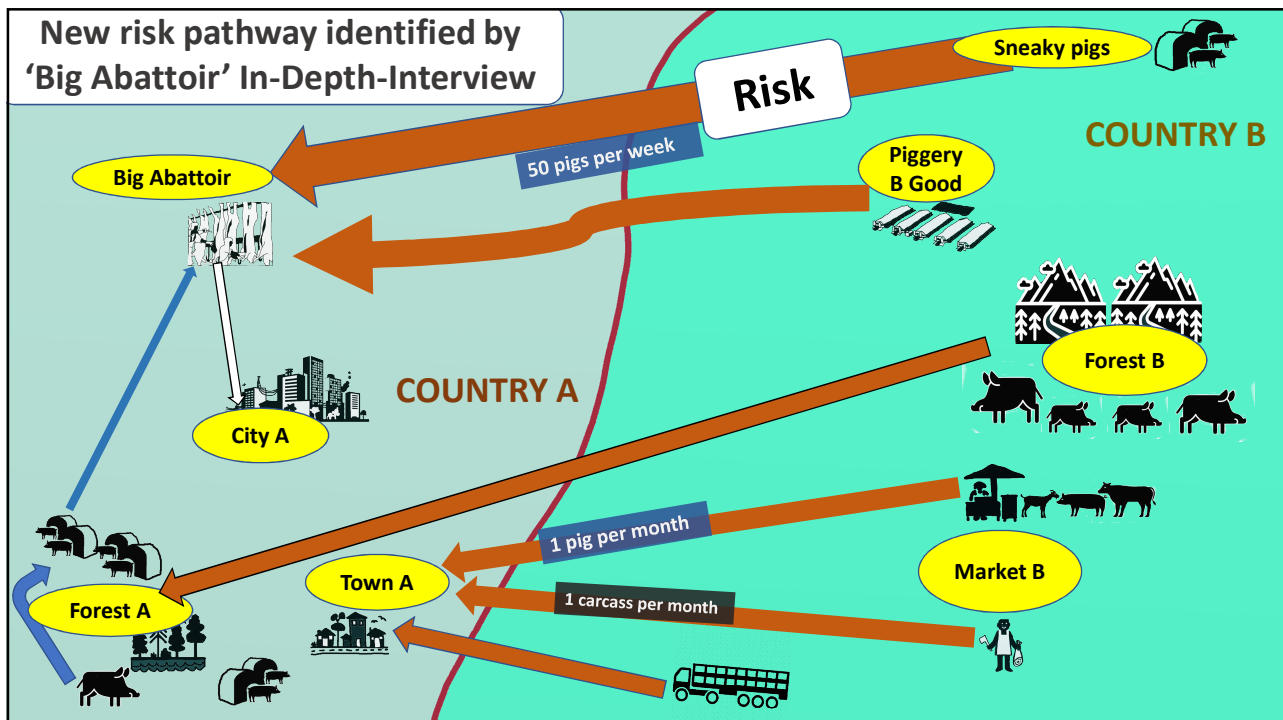 New risk pathway identified by
‘Big Abattoir’ In-Depth-Interview
Sneaky pigs
Risk
COUNTRY B
50 pigs per week
Big Abattoir
Piggery
B Good
Forest B
COUNTRY A
City A
1 pig per month
Town A
Market B
1 carcass per month
Forest A